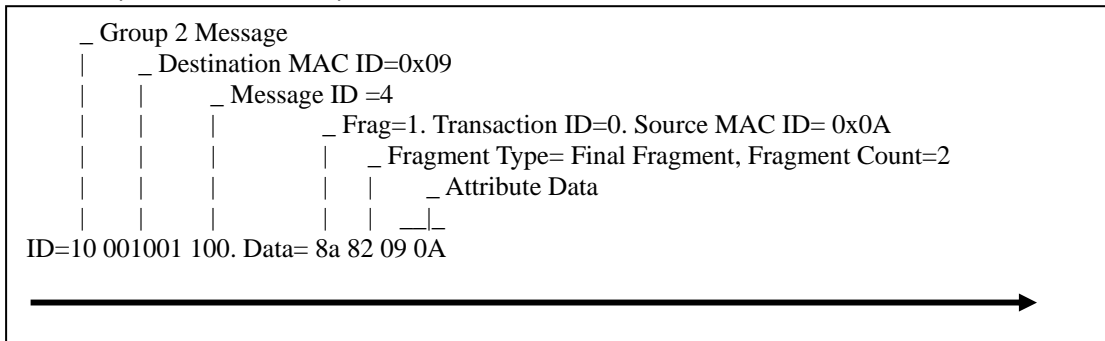 _ Group 2 Message
| _ Destination MAC ID=0x09
| | _ Message ID =4
| | | _ Frag=1. Transaction ID=0. Source MAC ID= 0x0A
| | | | _ Fragment Type= Final Fragment, Fragment Count=2
| | | | | _ Attribute Data
| | | | | __|_
ID=10 001001 100. Data= 8a 82 09 0A